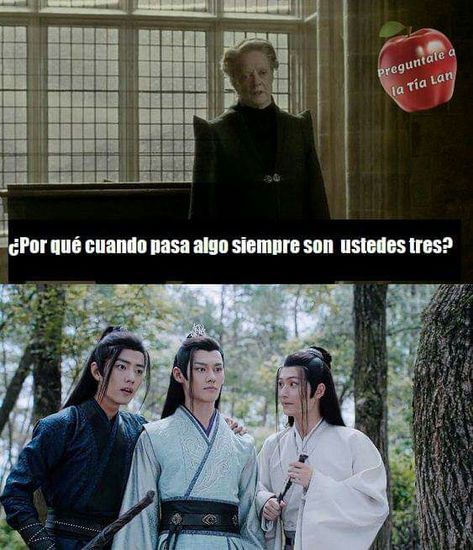 Preguntale a
la Tía Lan
¿Por qué cuando pasa algo siempre son ustedes tres?